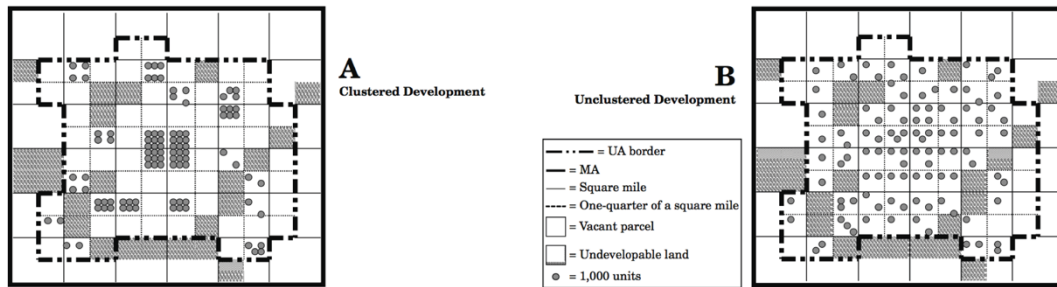 A
Clustered Development
B
Unclustered Development
= UA border
= MA
= Square mile
= One-quarter of a square mile
= Vacant parcel
= Undevelopable land
= 1,000 units